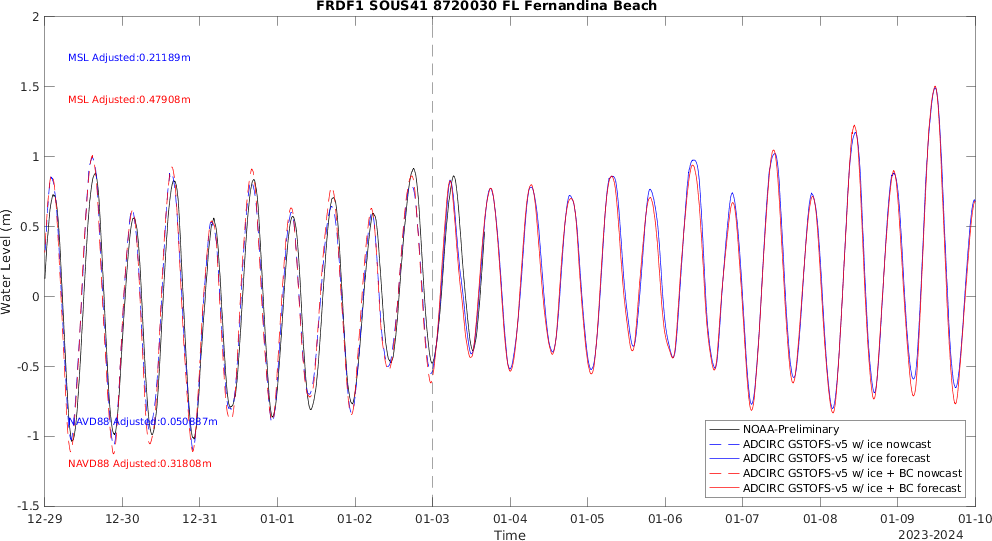 FRDF1 SOUS41 8720030 FL Fernandina Beach
2
1.5
1
0.5
0
-0.5
-1
-1.5
Water Level (m)
MSL Adjusted:0.21189m
MSL Adjusted:0.47908m
NAVD88 Adjusted:0.050887m
NAVD88 Adjusted:0.31808m
NOAA-Preliminary
ADCIRC GSTOFS-v5 w/ ice nowcast
ADCIRC GSTOFS-v5 w/ ice forecast
ADCIRC GSTOFS-v5 w/ ice + BC nowcast
ADCIRC GSTOFS-v5 w/ ice + BC forecast
12-29 12-30 12-31 01-01 01-02 01-03 01-04 01-05 01-06 01-07 01-08 01-09 01-10
Time
2023-2024